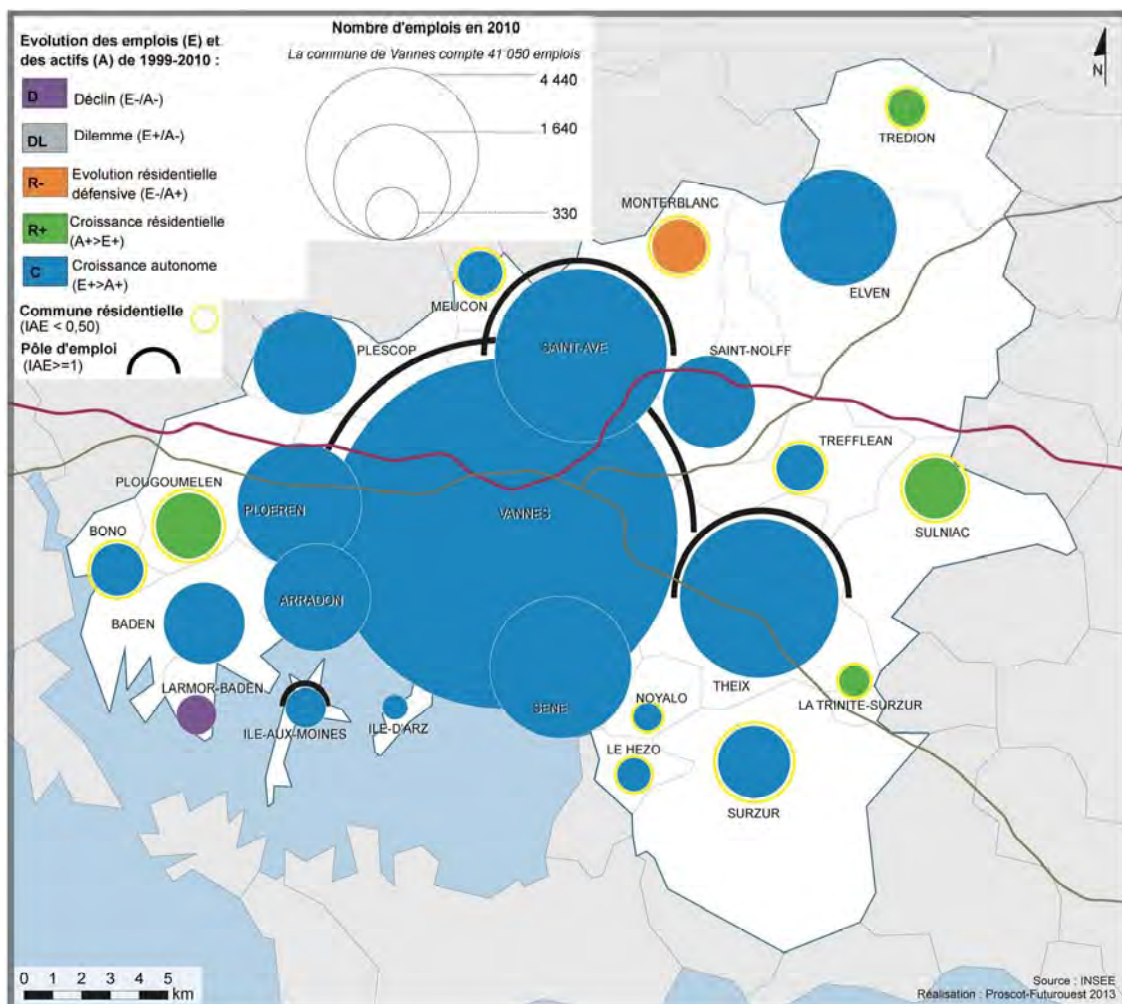 Evolution des emplois (E) et
des actifs (A) de 1999-2010 :
D Déclin (E-/A-)
DL Dilemme (E+/A-)
R- Evolution résidentielle
défensive (E-/A+)
R+ Croissance résidentielle
(A+>E+)
C Croissance autonome
(E+>A+)
Commune résidentielle
(IAE < 0,50)
Pôle d'emploi
(IAE>=1)
Nombre d'emplois en 2010
La commune de Vannes compte 41 050 emplois
4 440
1 640
330
N
TREDION
MONTERBLANC
ELVEN
MEUCON
PLESCOP
SAINT-AVE
SAINT-NOLFF
TREFFLEAN
PLOUGOUMELEN
PLOEREN
VANNES
SULNIAC
BONO
ARRADON
BADEN
LARMOR-BADEN
ILE-AUX-MOINES
ILE-D'ARZ
SENE
NOYALO
THEIX
LA TRINITE-SURZUR
LE HEZO
SURZUR
0 1 2 3 4 5
km
Source : INSEE
Réalisation : Proscot-Futurouest 2013